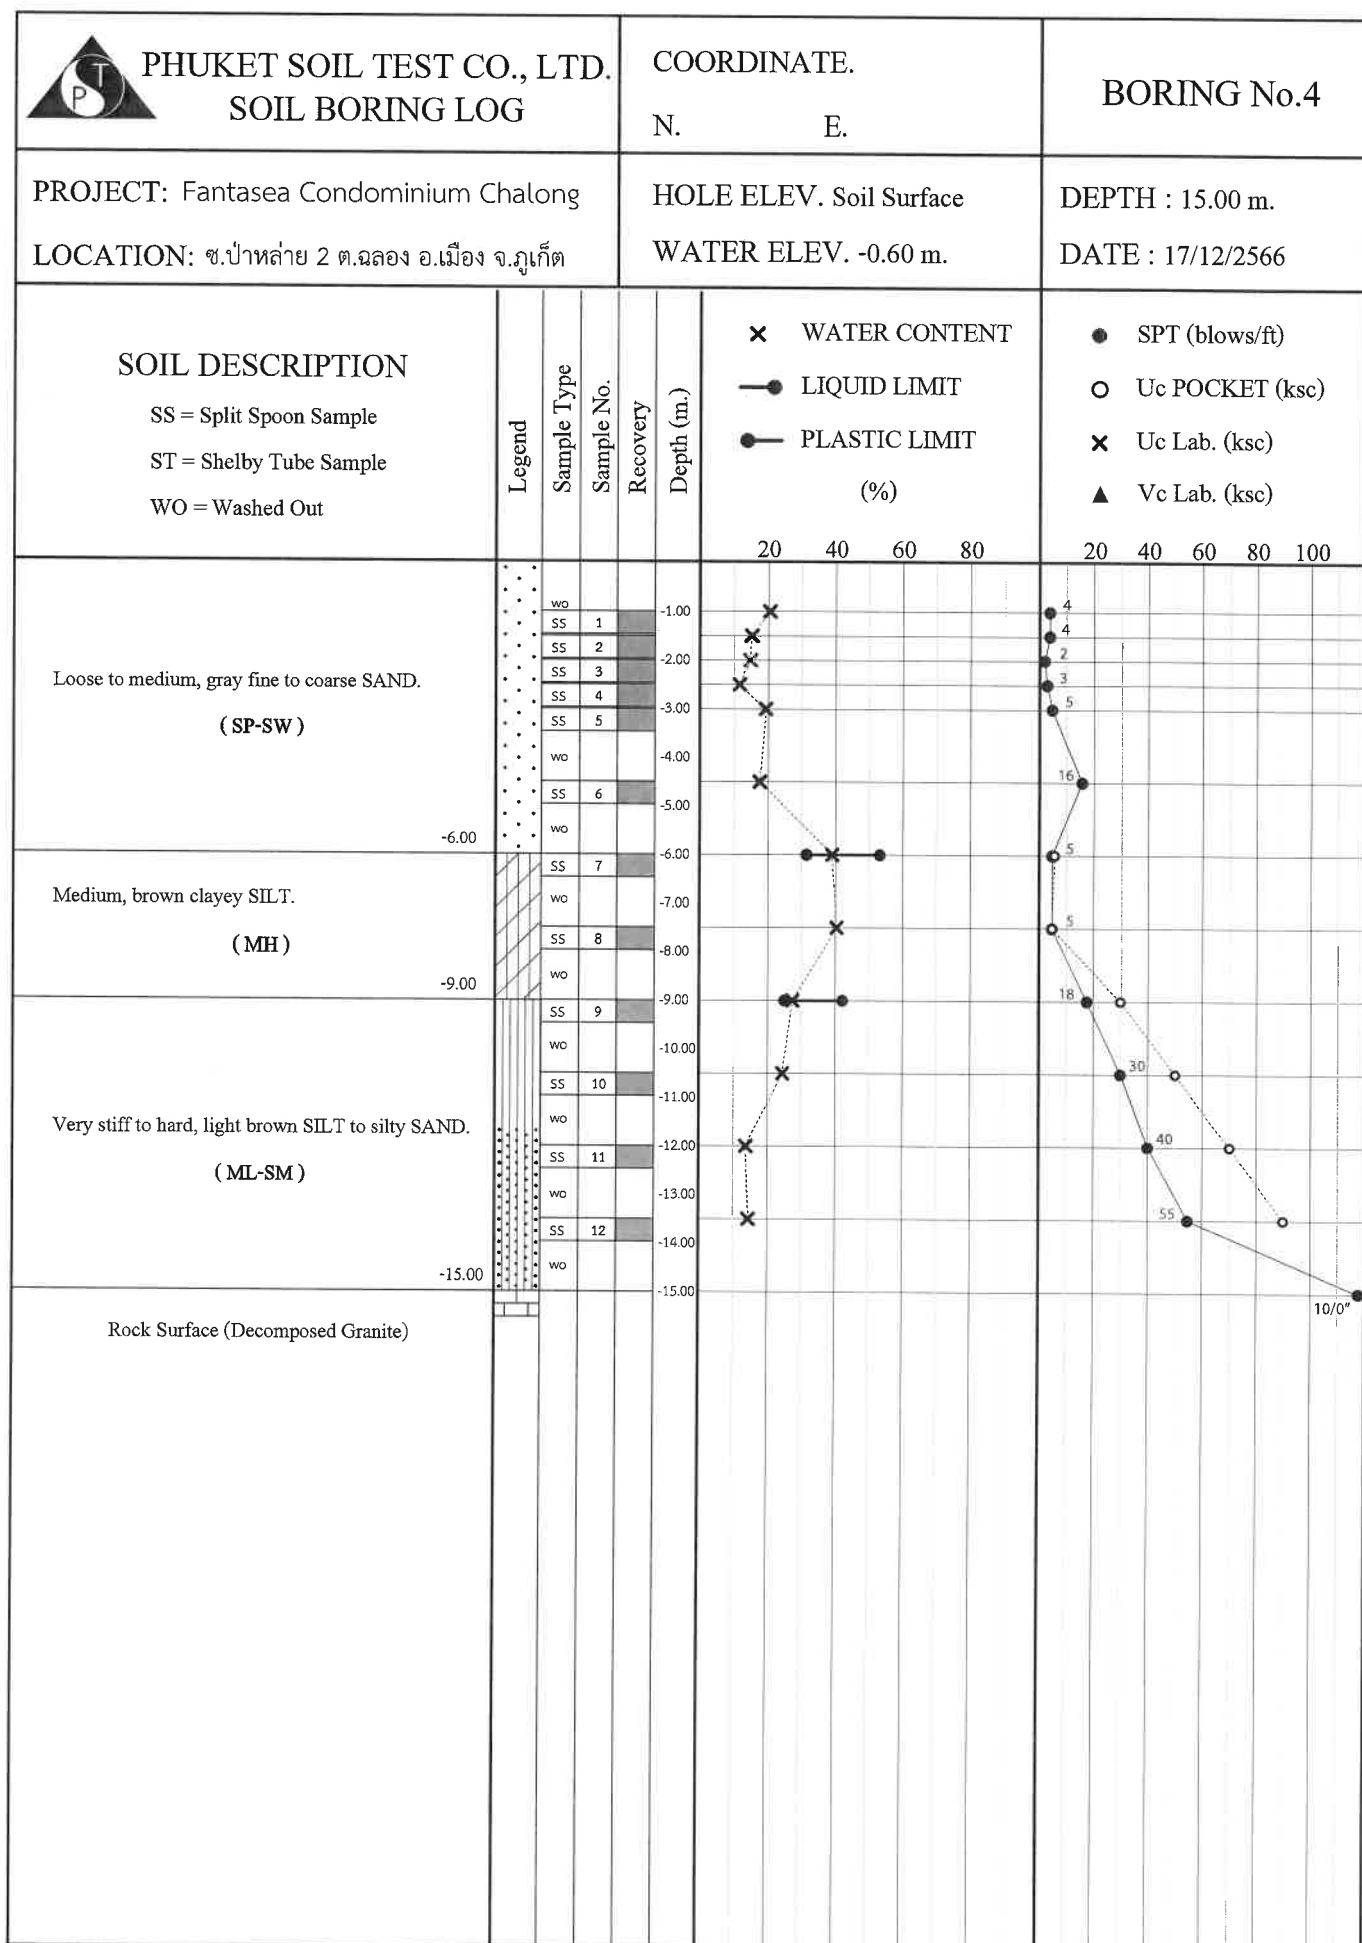 PHUKET SOIL TEST CO., LTD.
SOIL BORING LOG
P T
COORDINATE.
N. E.
BORING No.4
PROJECT: Fantasea Condominium Chalong
LOCATION: ซ.ป่าหล่าย 2 ต.ฉลอง อ.เมือง จ.ภูเก็ต
HOLE ELEV. Soil Surface
WATER ELEV. -0.60 m.
DEPTH : 15.00 m.
DATE : 17/12/2566
SOIL DESCRIPTION
SS = Split Spoon Sample
ST = Shelby Tube Sample
WO = Washed Out
Legend
Sample Type
Sample No.
Recovery
Depth (m.)
WATER CONTENT
LIQUID LIMIT
PLASTIC LIMIT
(%)
20 40 60 80
SPT (blows/ft)
Uc POCKET (ksc)
Uc Lab. (ksc)
Vc Lab. (ksc)
20 40 60 80 100
Loose to medium, gray fine to coarse SAND.
( SP-SW )
-6.00
Medium, brown clayey SILT.
( MH )
-9.00
Very stiff to hard, light brown SILT to silty SAND.
( ML-SM )
-15.00
Rock Surface (Decomposed Granite)
WO
SS 1
SS 2
SS 3
SS 4
SS 5
WO
SS 6
WO
SS 7
WO
SS 8
WO
SS 9
WO
SS 10
WO
SS 11
WO
SS 12
WO
-1.00
-2.00
-3.00
-4.00
-5.00
-6.00
-7.00
-8.00
-9.00
-10.00
-11.00
-12.00
-13.00
-14.00
-15.00
4
4
2
3
5
16
5
5
18
30
40
55
10/0"